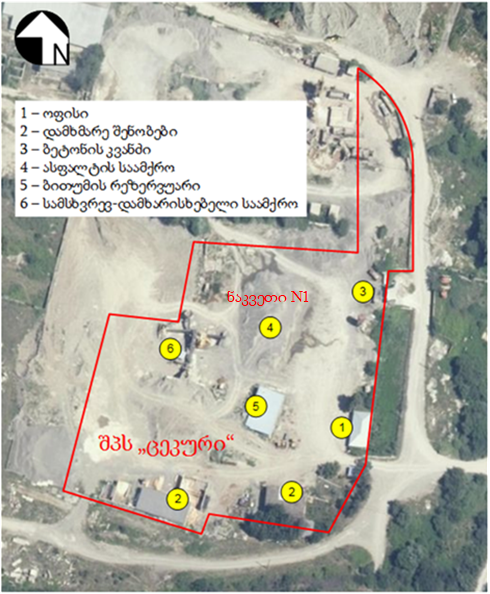 N
1 – ოფისი
2 – დამხმარე შენობები
3 – ბეტონის კვანძი
4 – ასფალტის საამქრო
5 – ბითუმის რეზერვუარი
6 – სამსხვრევ-დამხარისხებელი საამქრო
ნაკვეთი N1
3
4
6
5
1
შპს „ცეკური“
2
2